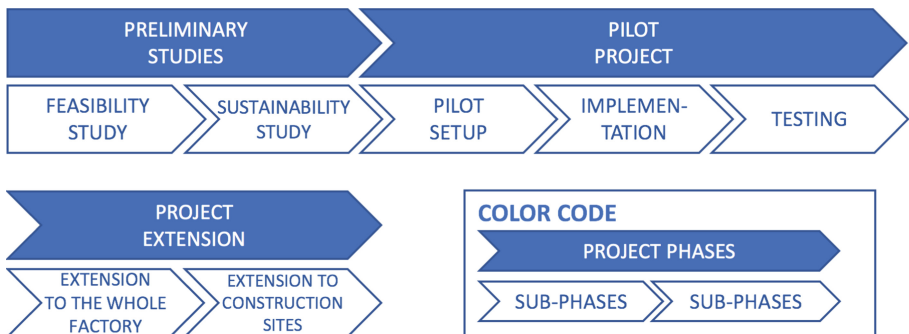 PRELIMINARY
STUDIES
PILOT
PROJECT
FEASIBILITY
STUDY
SUSTAINABILITY
STUDY
PILOT
SETUP
IMPLEMEN-
TATION
TESTING
PROJECT
EXTENSION
EXTENSION
TO THE WHOLE
FACTORY
EXTENSION TO
CONSTRUCTION
SITES
COLOR CODE
PROJECT PHASES
SUB-PHASES
SUB-PHASES